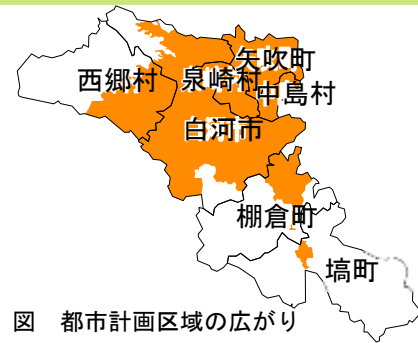 矢吹町
西郷村
泉崎村
中島村
白河市
棚倉町
塙町
図　都市計画区域の広がり